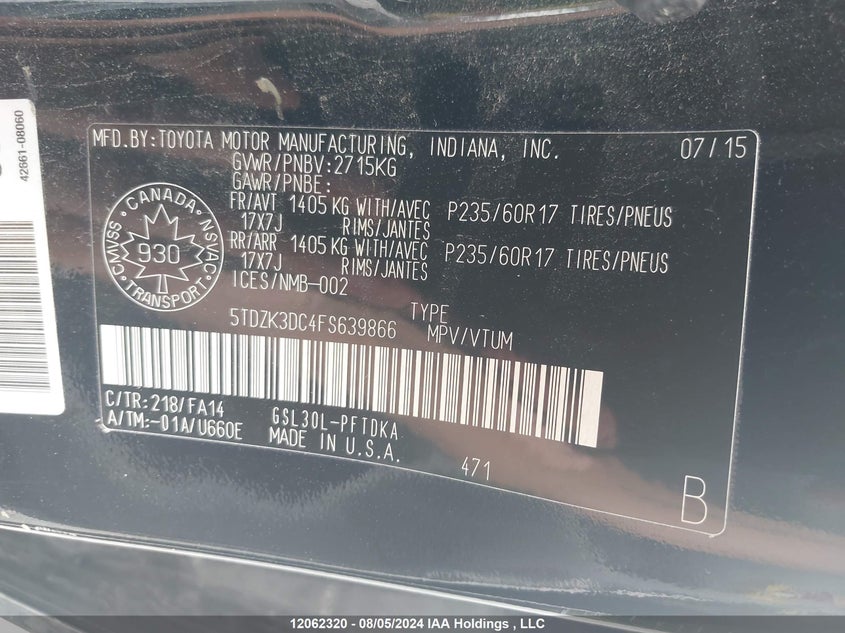 42661-08060
MFD.BY:TOYOTA MOTOR MANUFACTURING, INDIANA, INC. 07/15
GVWR/PNBV:2715KG
GAWR/PNBE:
FR/AVT 1405 KG WITH/AVEC P235/60R17 TIRES/PNEUS
17X7J RIMS/JANTES
RR/ARR 1405 KG WITH/AVEC P235/60R17 TIRES/PNEUS
17X7J RIMS/JANTES
ICES/NMB-002
CANADA
CMVSS 930 NSVAC
TRANSPORT
5TDZK3DC4FS639866 TYPE
MPV/VTUM
C/TR:218/FA14 GSL30L-PFTDKA
A/TM:-01A/U660E MADE IN U.S.A.
471
B
12062320 - 08/05/2024 IAA Holdings , LLC